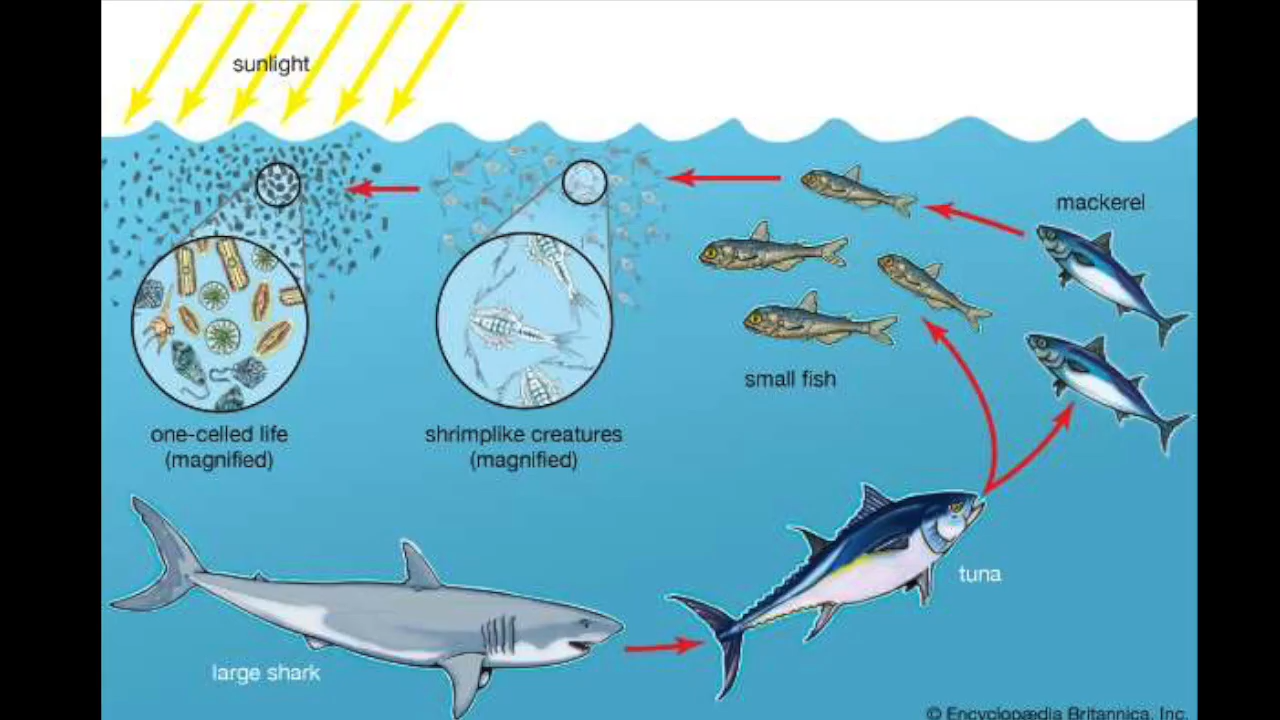 sunlight
mackerel
small fish
one-celled life
(magnified)
shrimplike creatures
(magnified)
tuna
large shark
© Encyclopædia Britannica, Inc.